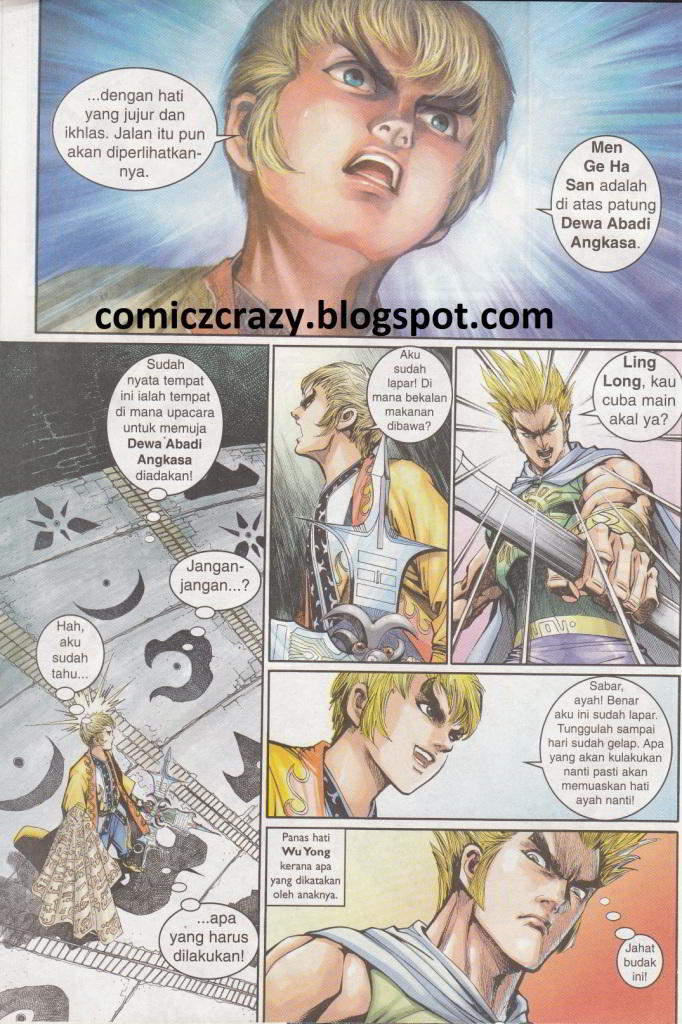 ...dengan hati
yang jujur dan
ikhlas. Jalan itu pun
akan diperlihatkan-
nya.
Men
Ge Ha
San adalah
di atas patung
Dewa Abadi
Angkasa.
comiczcrazy.blogspot.com
Sudah
nyata tempat
ini ialah tempat
di mana upacara
untuk memuja
Dewa Abadi
Angkasa
diadakan!
Jangan-
jangan...?
Hah,
aku
sudah
tahu...
...apa
yang harus
dilakukan!
Aku
sudah
lapar! Di
mana bekalan
makanan
dibawa?
Ling
Long, kau
cuba main
akal ya?
Sabar,
ayah! Benar
aku ini sudah lapar.
Tunggulah sampai
hari sudah gelap. Apa
yang akan kulakukan
nanti pasti akan
memuaskan hati
ayah nanti!
Panas hati
Wu Yong
kerana apa
yang dikatakan
oleh anaknya.
Jahat
budak
ini!